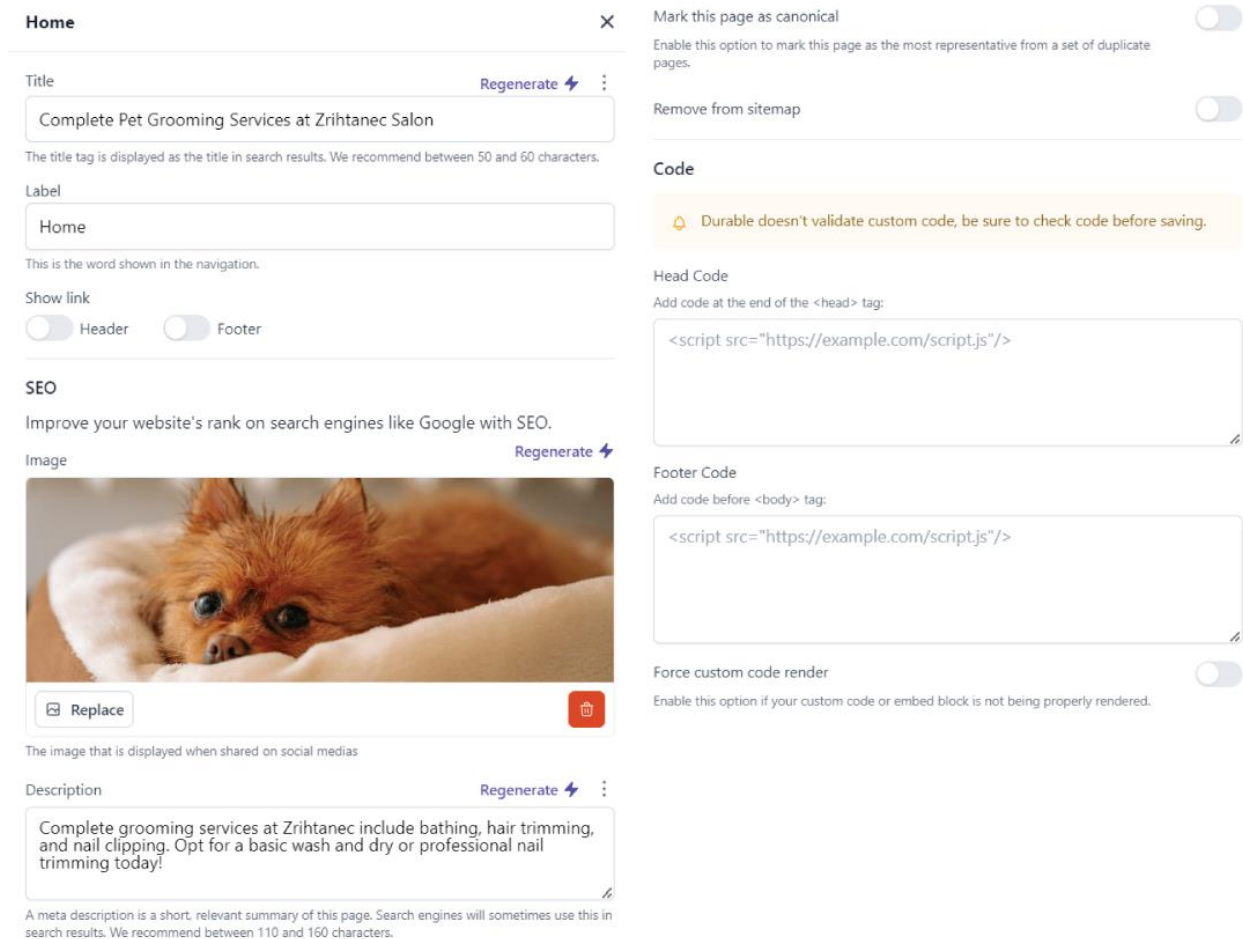 Home
Title
Regenerate
Complete Pet Grooming Services at Zrihtanec Salon
The title tag is displayed as the title in search results. We recommend between 50 and 60 characters.
Label
Home
This is the word shown in the navigation.
Show link
Header Footer
SEO
Improve your website's rank on search engines like Google with SEO.
Regenerate
Image
Replace
The image that is displayed when shared on social medias
Description
Regenerate
Complete grooming services at Zrihtanec include bathing, hair trimming,
and nail clipping. Opt for a basic wash and dry or professional nail
trimming today!
A meta description is a short, relevant summary of this page. Search engines will sometimes use this in
search results. We recommend between 110 and 160 characters.
Mark this page as canonical
Enable this option to mark this page as the most representative from a set of duplicate
pages.
Remove from sitemap
Code
Durable doesn't validate custom code, be sure to check code before saving.
Head Code
Add code at the end of the <head> tag:
<script src="https://example.com/script.js"/>
Footer Code
Add code before <body> tag:
<script src="https://example.com/script.js"/>
Force custom code render
Enable this option if your custom code or embed block is not being properly rendered.